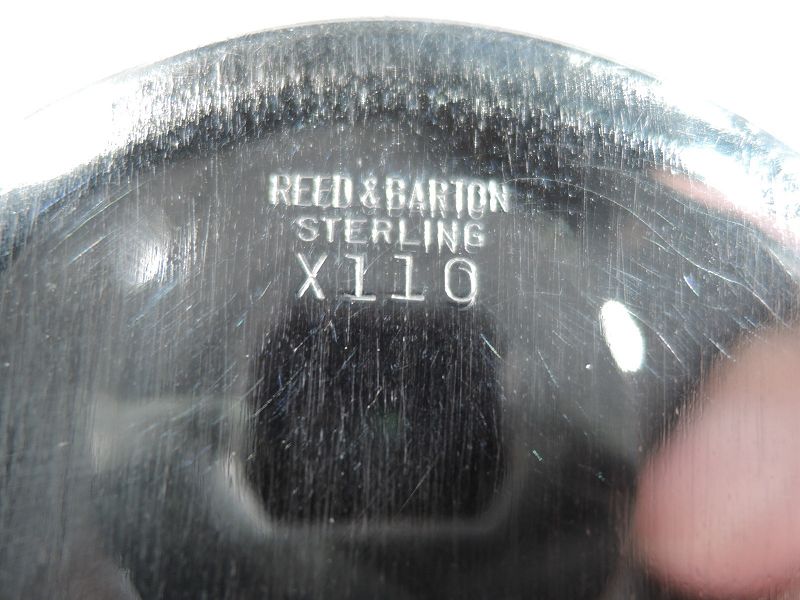 REED & BARTON
STERLING
X110